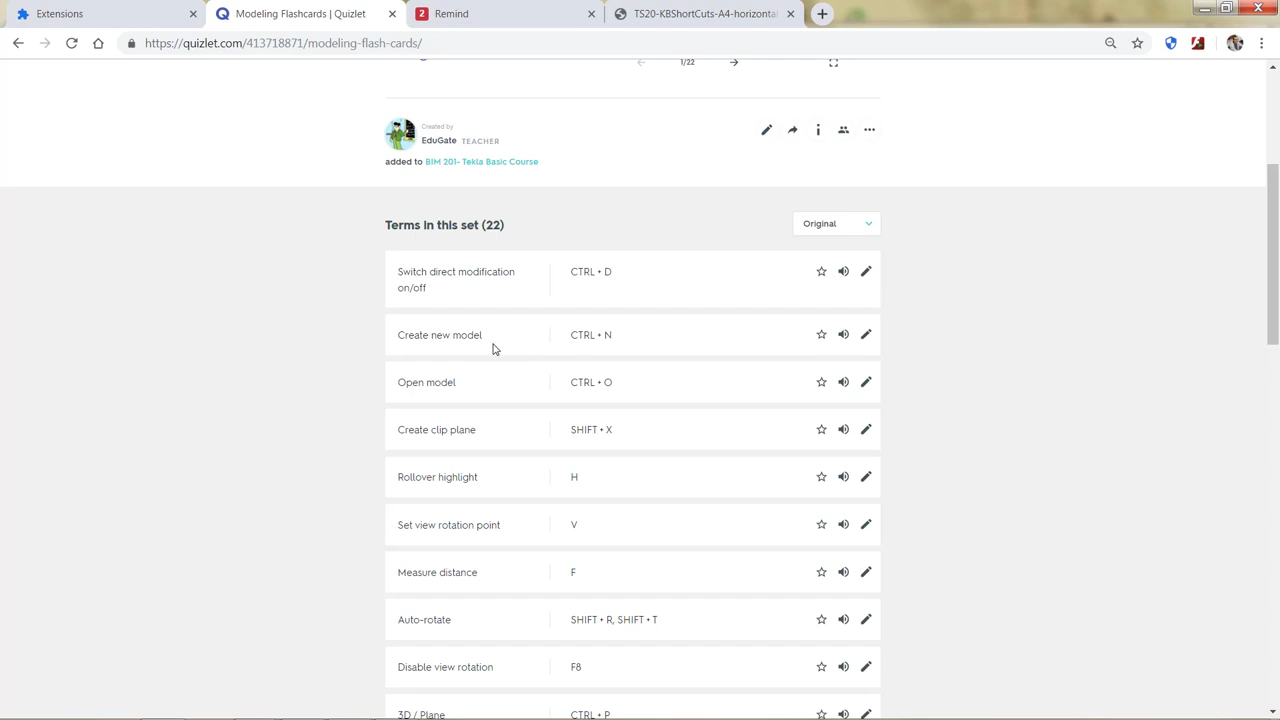 Extensions
Modeling Flashcards | Quizlet
Remind
TS20-KBShortCuts-A4-horizontal
https://quizlet.com/413718871/modeling-flash-cards/
1/22
Created by
EduGate TEACHER
added to BIM 201- Tekla Basic Course
Terms in this set (22)
Original
Switch direct modification
on/off
CTRL + D
Create new model
CTRL + N
Open model
CTRL + O
Create clip plane
SHIFT + X
Rollover highlight
H
Set view rotation point
V
Measure distance
F
Auto-rotate
SHIFT + R, SHIFT + T
Disable view rotation
F8
3D / Plane
CTRL + P